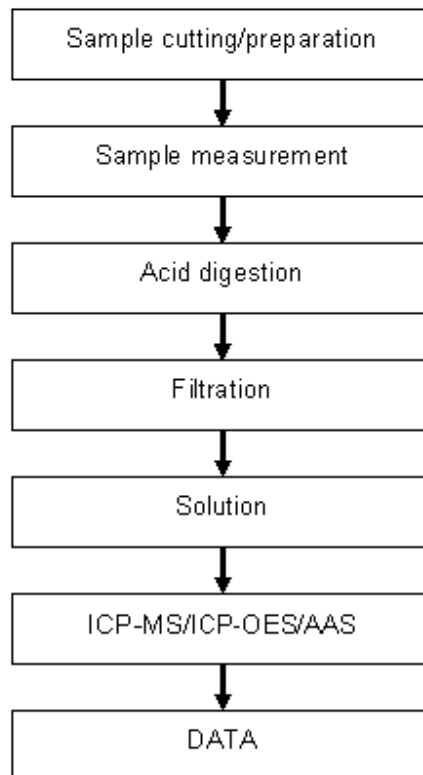 Sample cutting/preparation
Sample measurement
Acid digestion
Filtration
Solution
ICP-MS/ICP-OES/AAS
DATA